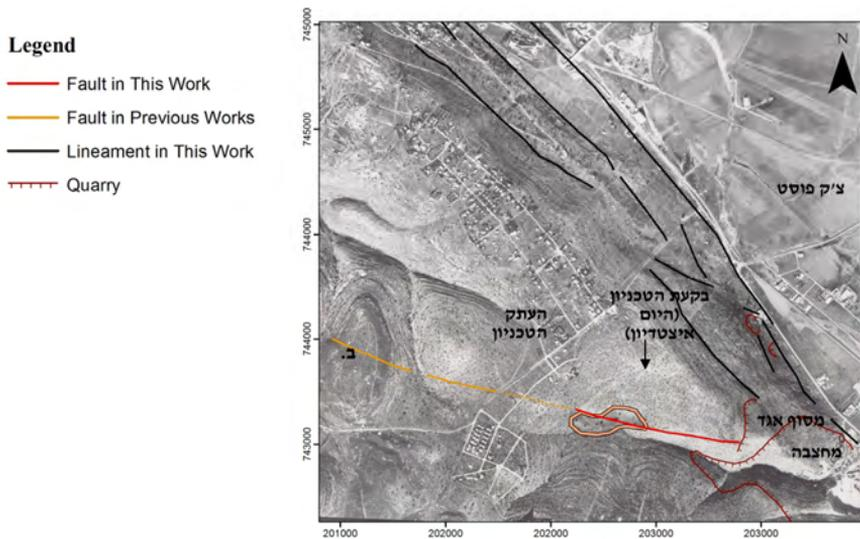 Legend
Fault in This Work
Fault in Previous Works
Lineament in This Work
Quarry
N
745000
745000
744000
744000
743000
צ'ק פוסט
בקעת הטכניון
(היום
איצטדיון)
העתק
הטכניון
ב.
מסוף אגד
מחצבה
201000
202000
202000
203000
203000